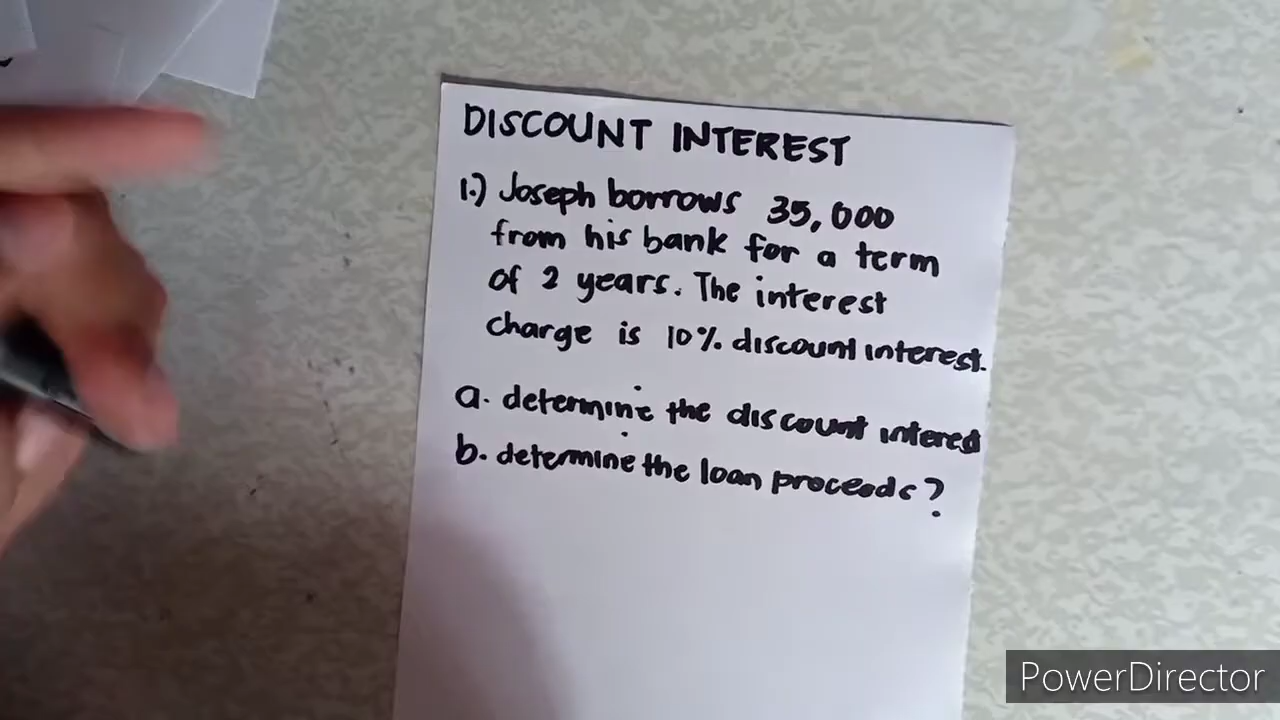 DISCOUNT INTEREST
1.) Joseph borrows 35,000
from his bank for a term
of 2 years. The interest
charge is 10% discount interest.
a. determine the discount interest
b. determine the loan proceeds?
PowerDirector